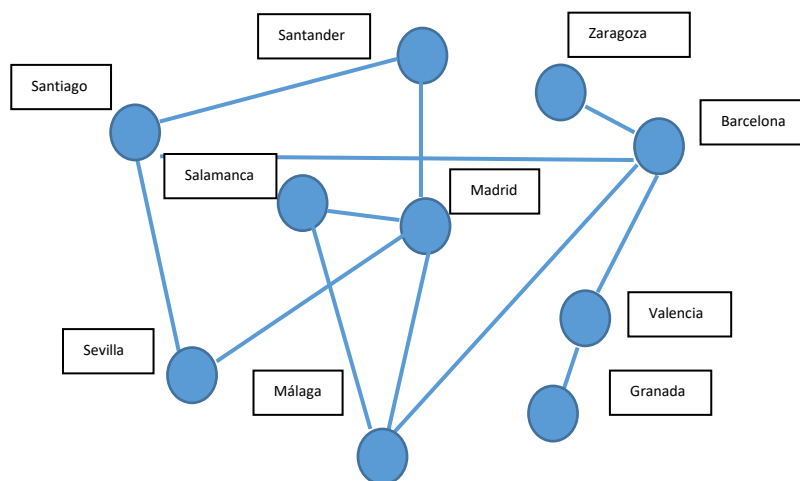 Santander
Zaragoza
Santiago
Barcelona
Salamanca
Madrid
Valencia
Sevilla
Málaga
Granada